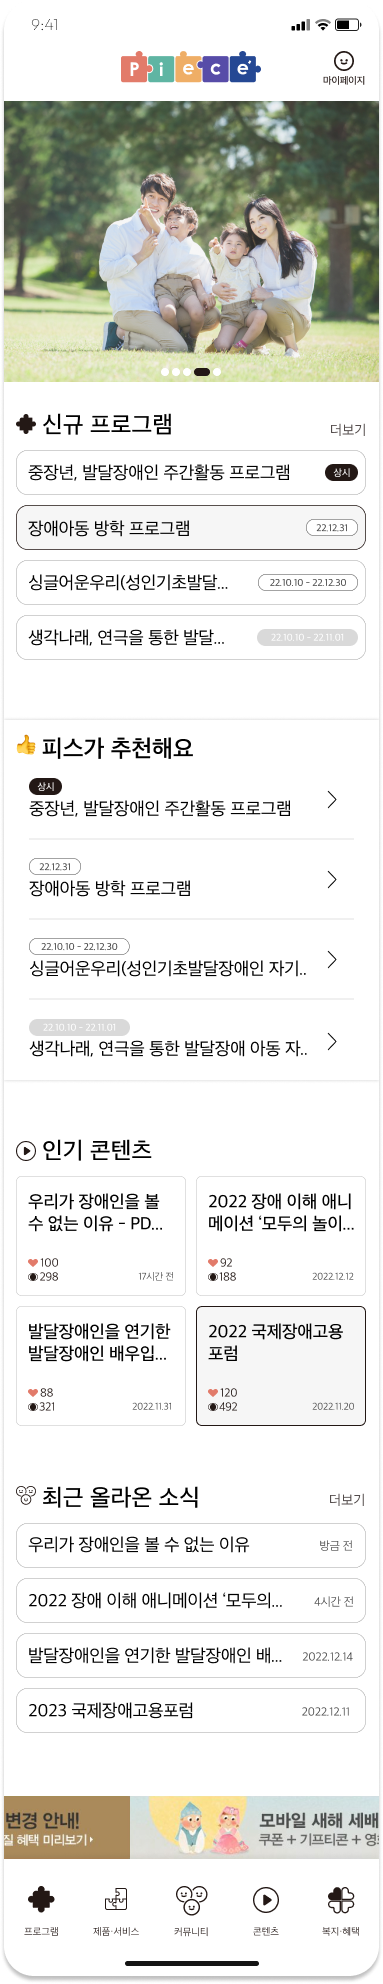 9:41
Piece
마이페이지
신규 프로그램
더보기
중장년, 발달장애인 주간활동 프로그램
상시
장애아동 방학 프로그램
22.12.31
싱글어운우리(성인기초발달...
22.10.10 - 22.12.30
생각나래, 연극을 통한 발달...
22.10.10 - 22.11.01
피스가 추천해요
상시
중장년, 발달장애인 주간활동 프로그램
22.12.31
장애아동 방학 프로그램
22.10.10 - 22.12.30
싱글어운우리(성인기초발달장애인 자기..
22.10.10 - 22.11.01
생각나래, 연극을 통한 발달장애 아동 자..
인기 콘텐츠
우리가 장애인을 볼
수 없는 이유 - PD...
100
298
17시간 전
2022 장애 이해 애니
메이션 ‘모두의 놀이...
92
188
2022.12.12
발달장애인을 연기한
발달장애인 배우입...
88
321
2022.11.31
2022 국제장애고용
포럼
120
492
2022.11.20
최근 올라온 소식
더보기
우리가 장애인을 볼 수 없는 이유
방금 전
2022 장애 이해 애니메이션 ‘모두의...
4시간 전
발달장애인을 연기한 발달장애인 배...
2022.12.14
2023 국제장애고용포럼
2022.12.11
변경 안내!
질 혜택 미리보기
모바일 새해 세배
쿠폰 + 기프티콘 + 영
프로그램
제품·서비스
커뮤니티
콘텐츠
복지·혜택